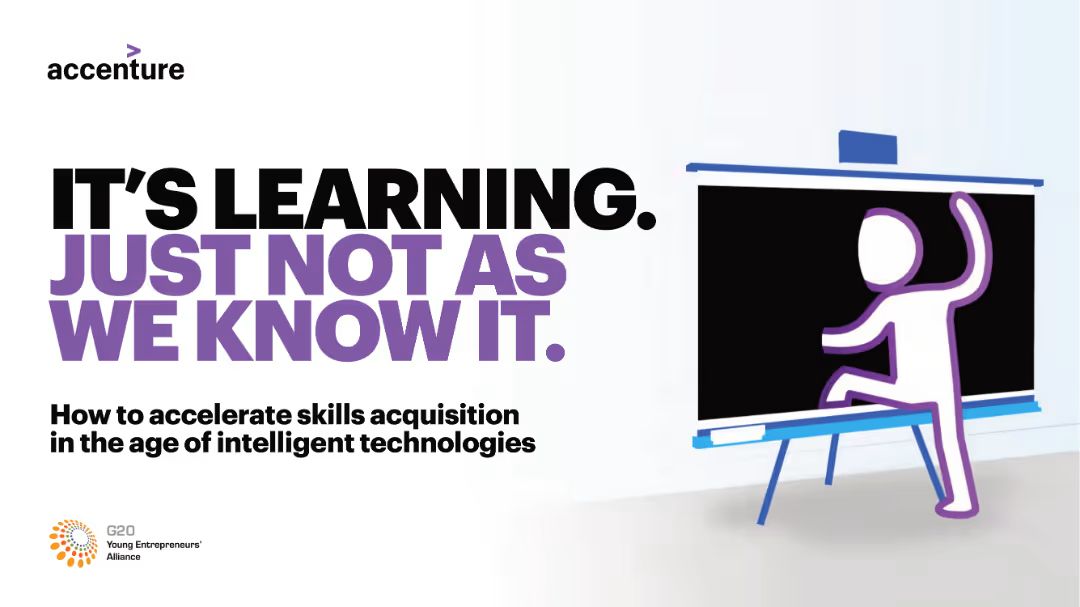 accenture
IT’S LEARNING.
JUST NOT AS
WE KNOW IT.
How to accelerate skills acquisition
in the age of intelligent technologies
G20
Young Entrepreneurs’
Alliance